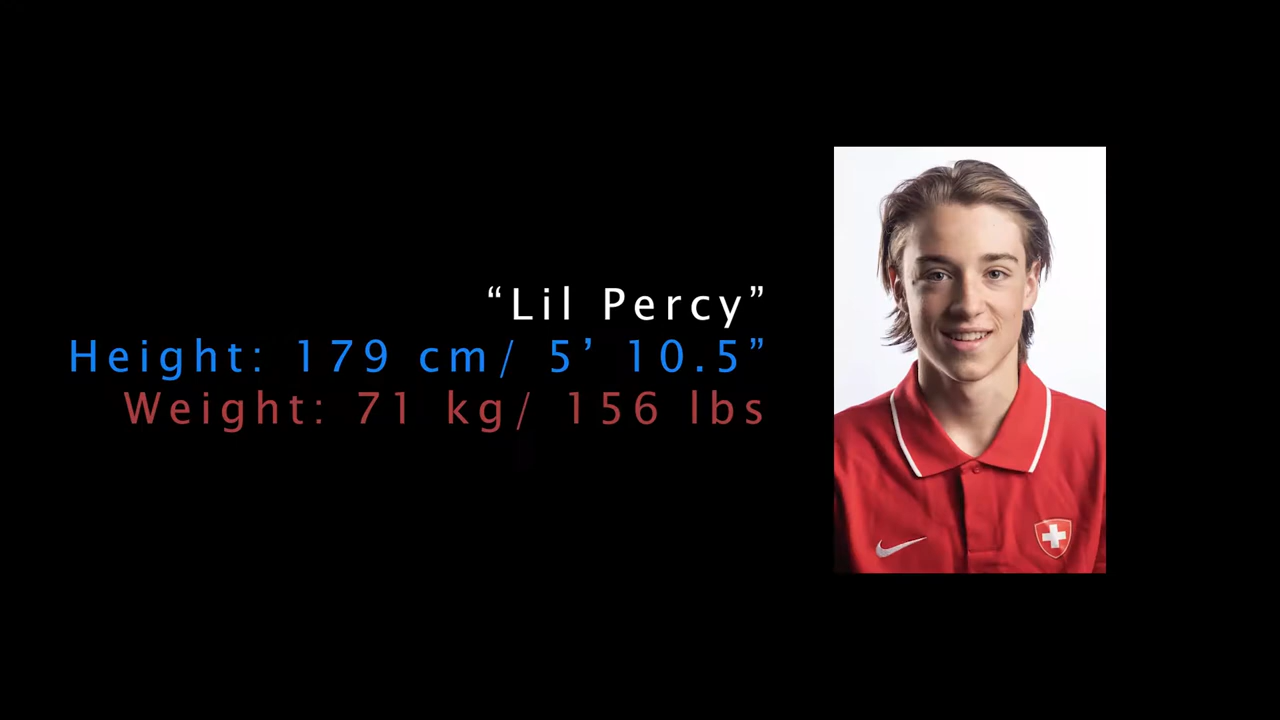 “Lil Percy”
Height: 179 cm/ 5’ 10.5”
Weight: 71 kg/ 156 lbs